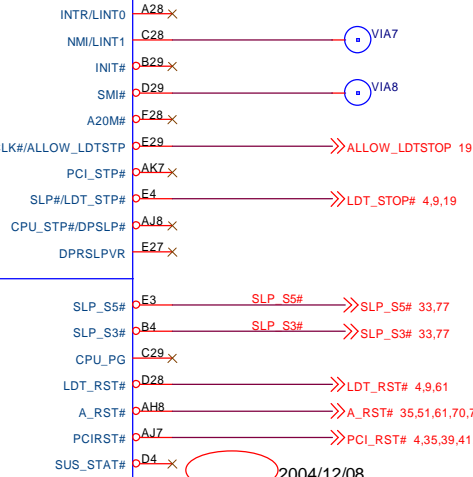 INTR/LINT0 A28
NMI/LINT1 C28 VIA7
INIT# B29
SMI# D29 VIA8
A20M# F28
LK#/ALLOW_LDTSTP E29 ALLOW_LDTSTOP 19
PCI_STP# AK7
SLP#/LDT_STP# E4 LDT_STOP# 4,9,19
CPU_STP#/DPSLP# AJ8
DPRSLPVR E27
SLP_S5# E3 SLP_S5# SLP_S5# 33,77
SLP_S3# B4 SLP_S3# SLP_S3# 33,77
CPU_PG C29
LDT_RST# D28 LDT_RST# 4,9,61
A_RST# AH8 A_RST# 35,51,61,70,7
PCIRST# AJ7 PCI_RST# 4,35,39,41
SUS_STAT# D4
2004/12/08